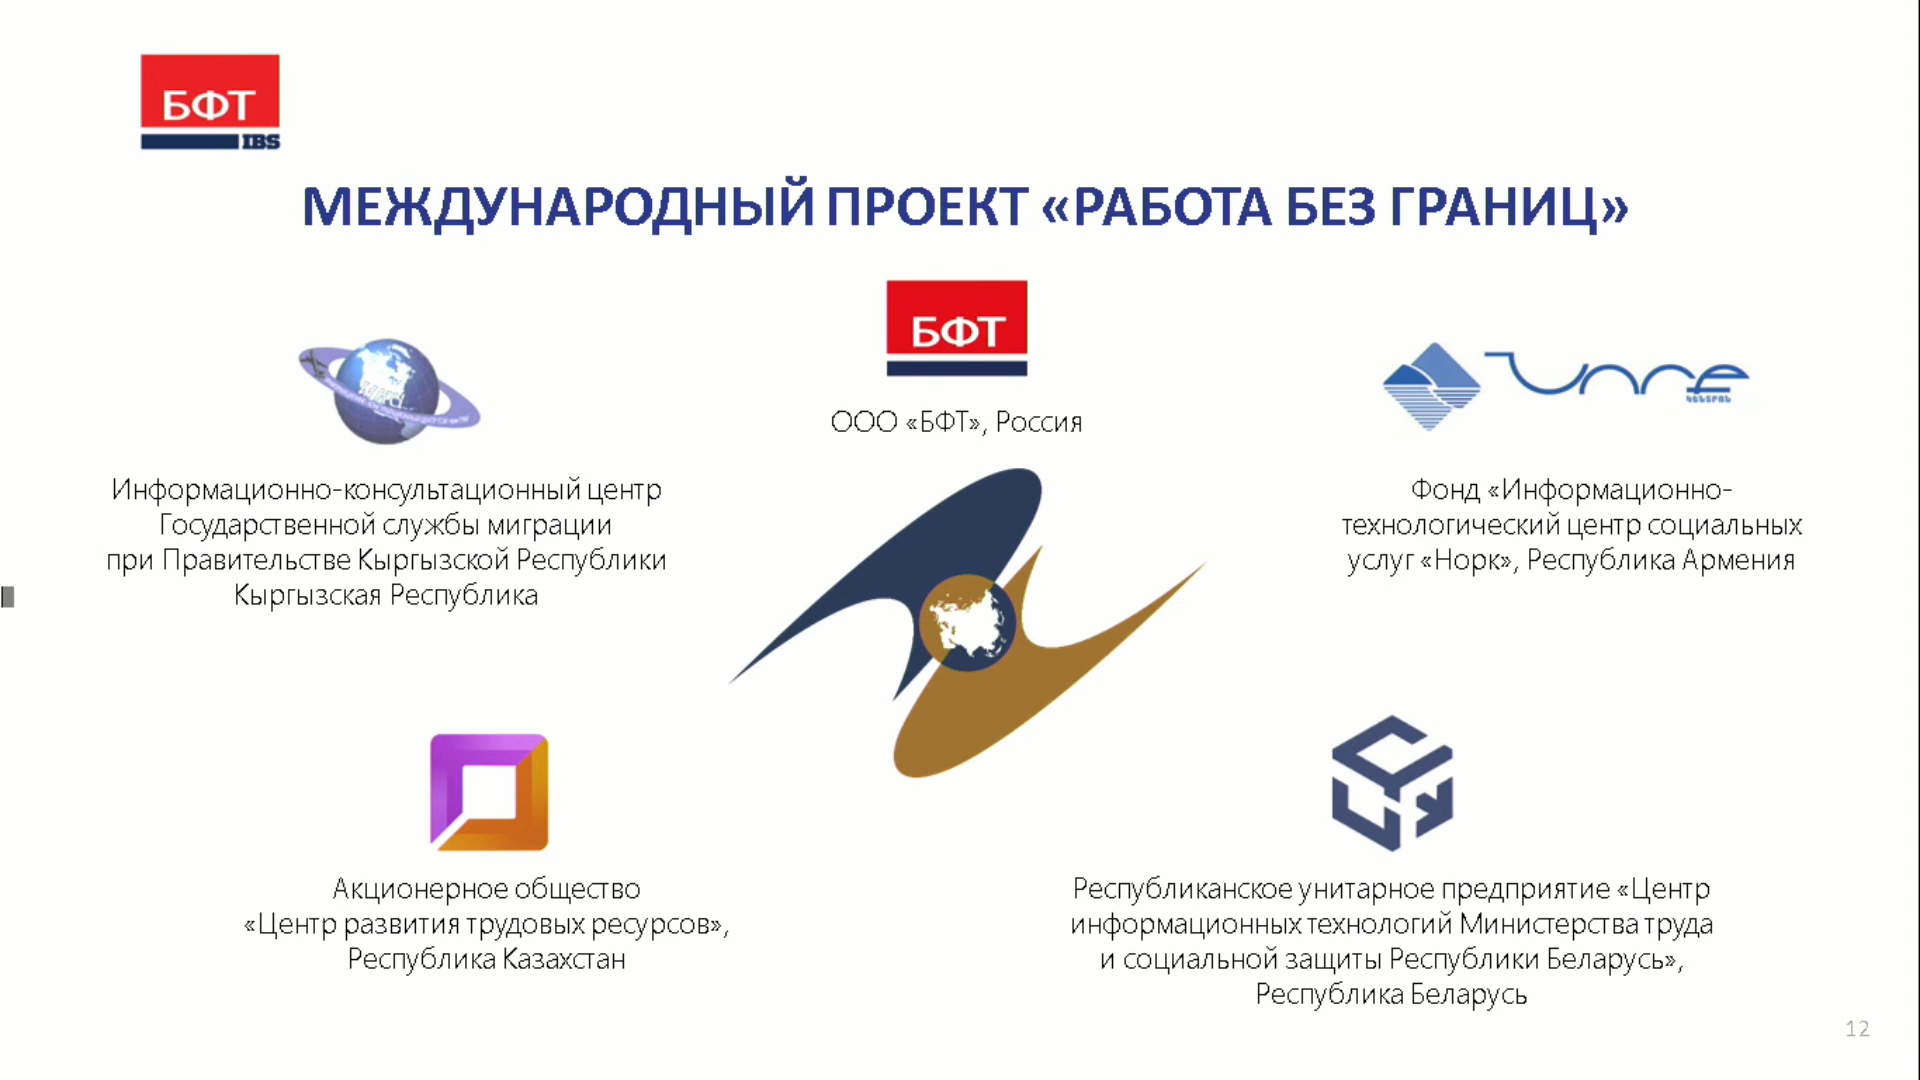 БФТ
IBS
МЕЖДУНАРОДНЫЙ ПРОЕКТ «РАБОТА БЕЗ ГРАНИЦ»
БФТ
ООО «БФТ», Россия
Информационно-консультационный центр
Государственной службы миграции
при Правительстве Кыргызской Республики
Кыргызская Республика
Նորք
ԿԵՆՏՐՈՆ
Фонд «Информационно-
технологический центр социальных
услуг «Норк», Республика Армения
Акционерное общество
«Центр развития трудовых ресурсов»,
Республика Казахстан
Республиканское унитарное предприятие «Центр
информационных технологий Министерства труда
и социальной защиты Республики Беларусь»,
Республика Беларусь
12